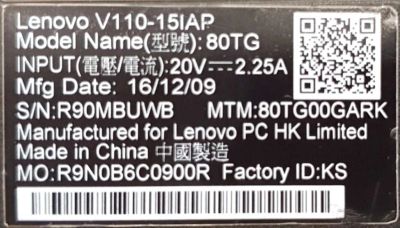 Lenovo V110-15IAP
Model Name(型號):80TG
INPUT(電壓/電流):20V⎓2.25A
Mfg Date: 16/12/09
S/N:R90MBUWB MTM:80TG00GARK
Manufactured for Lenovo PC HK Limited
Made in China 中國製造
MO:R9N0B6C0900R Factory ID:KS